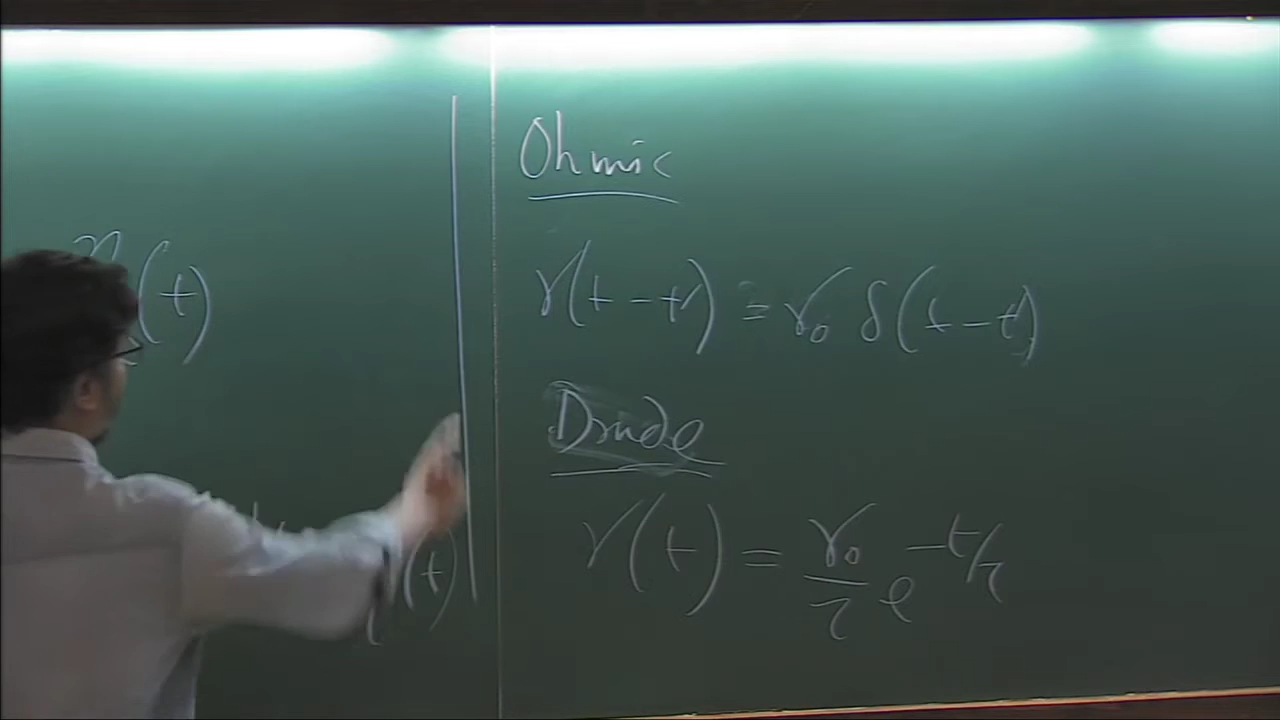 η(t)
(t)
Ohmic
γ(t-t') = γ₀ δ(t-t')
Drude
γ(t) = γ₀/τ e^{-t/τ}